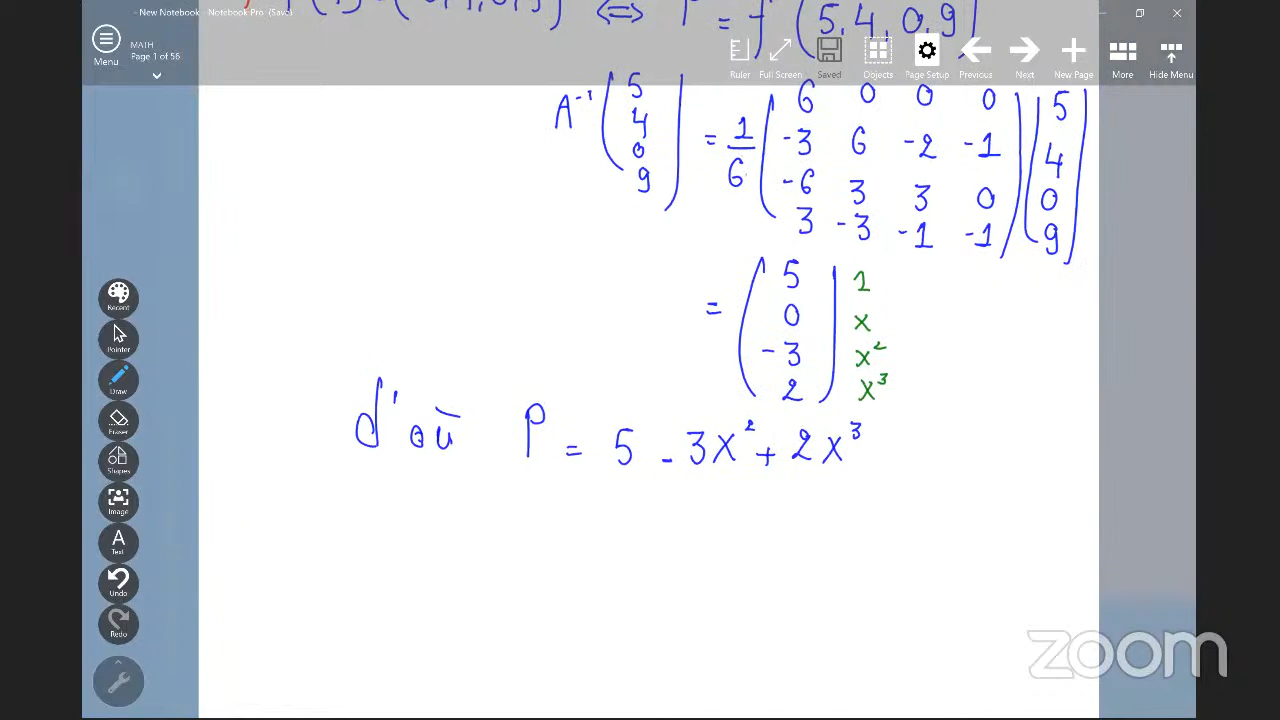 - New Notebook - Notebook Pro (Save)
Menu
MATH
Page 1 of 56
Ruler
Full Screen
Saved
Objects
Page Setup
Previous
Next
New Page
More
Hide Menu
⟺ P = f⁻ (5, 4, 0, 9)
A⁻¹ (5 4 0 9) = 1/6 (6 0 0 0 | 5)
-3 6 -2 -1 | 4
-6 3 3 0 | 0
3 -3 -1 -1 | 9
= (5 0 -3 2) 1 x x² x³
d'où P = 5 - 3x² + 2x³
Recent
Pointer
Draw
Eraser
Shapes
Image
A
Text
Undo
Redo
zoom